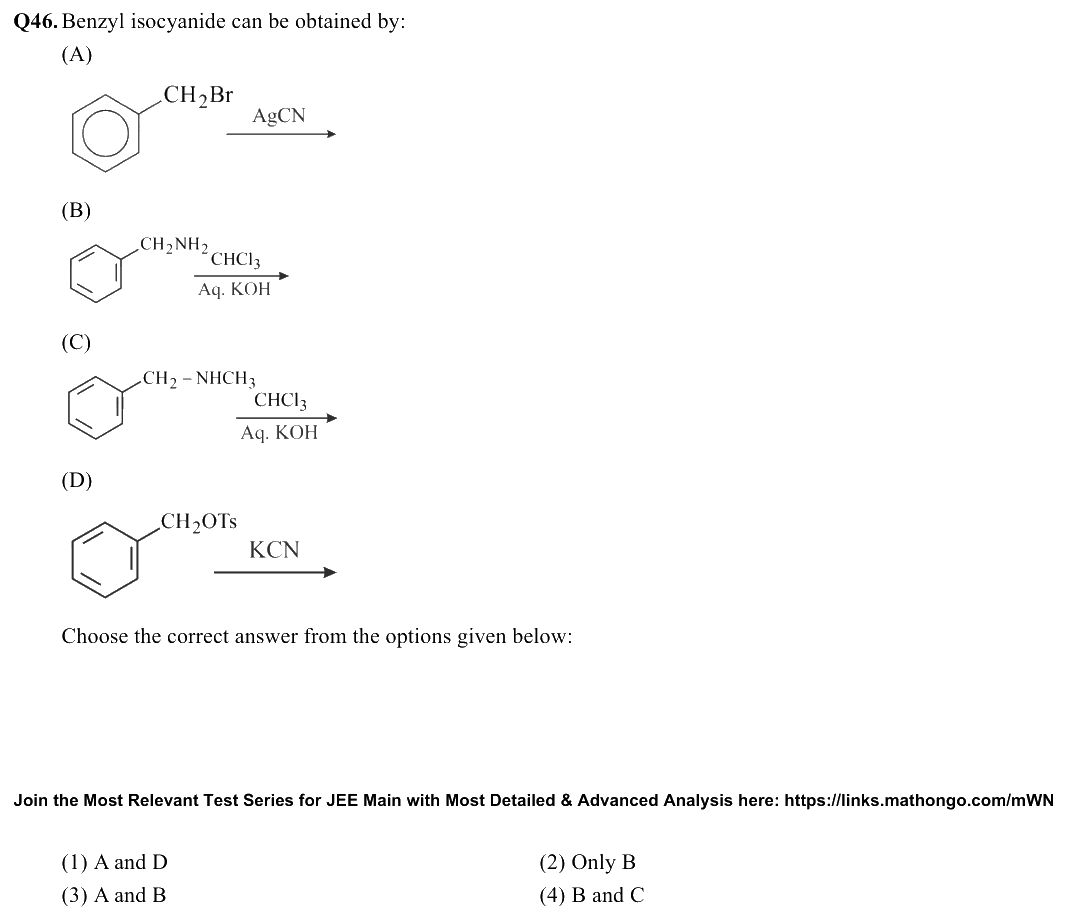 Q46. Benzyl isocyanide can be obtained by:
(A)
CH2Br
AgCN
(B)
CH2NH2
CHCl3
Aq. KOH
(C)
CH2 – NHCH3
CHCl3
Aq. KOH
(D)
CH2OTs
KCN
Choose the correct answer from the options given below:
Join the Most Relevant Test Series for JEE Main with Most Detailed & Advanced Analysis here: https://links.mathongo.com/mWN
(1) A and D (2) Only B
(3) A and B (4) B and C